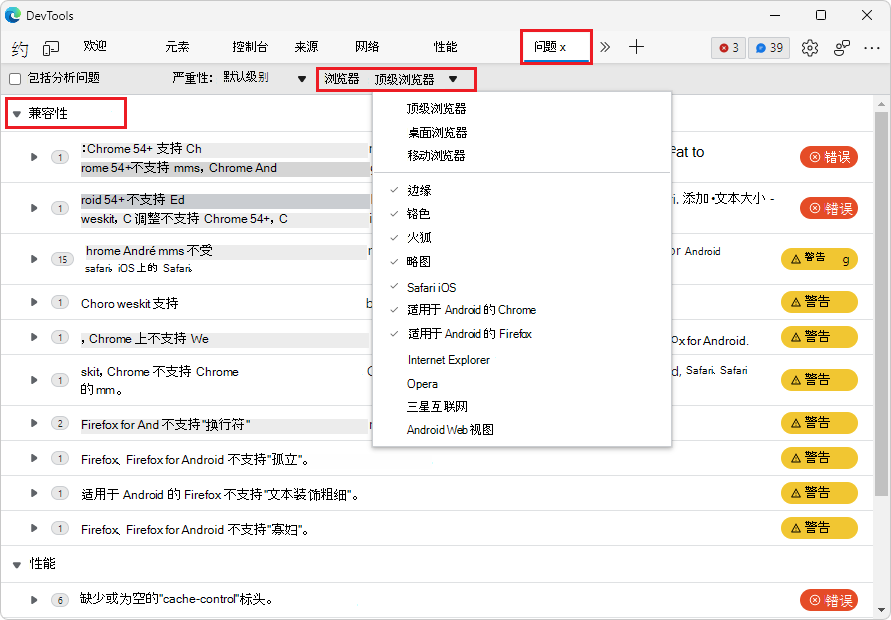 DevTools
约
欢迎
元素
控制台
来源
网络
性能
问题 x
3
39
包括分析问题
严重性: 默认级别
浏览器 顶级浏览器
顶级浏览器
桌面浏览器
移动浏览器
边缘
铬色
火狐
略图
Safari iOS
适用于 Android 的 Chrome
适用于 Android 的 Firefox
Internet Explorer
Opera
三星互联网
Android Web 视图
兼容性
1
:Chrome 54+ 支持 Ch
rome 54+不支持 mms, Chrome And
at to
错误
1
roid 54+ 不支持 Ed
weskit, C 调整不支持 Chrome 54+, C
添加 •文本大小 -
错误
15
hrome André mms 不受
safari, iOS上的 Safari.
or Android
警告 g
1
Choro weskit 支持
警告
1
, Chrome 上不支持 We
x for Android.
警告
1
skit, Chrome 不支持 Chrome
的 mm。
d, Safari. Safari
警告
2
Firefox for And 不支持"换行符"
警告
1
Firefox、Firefox for Android 不支持"孤立"。
警告
1
适用于 Android 的 Firefox 不支持"文本装饰粗细"。
警告
1
Firefox、Firefox for Android 不支持"寡妇"。
警告
性能
6
缺少或为空的"cache-control"标头。
错误